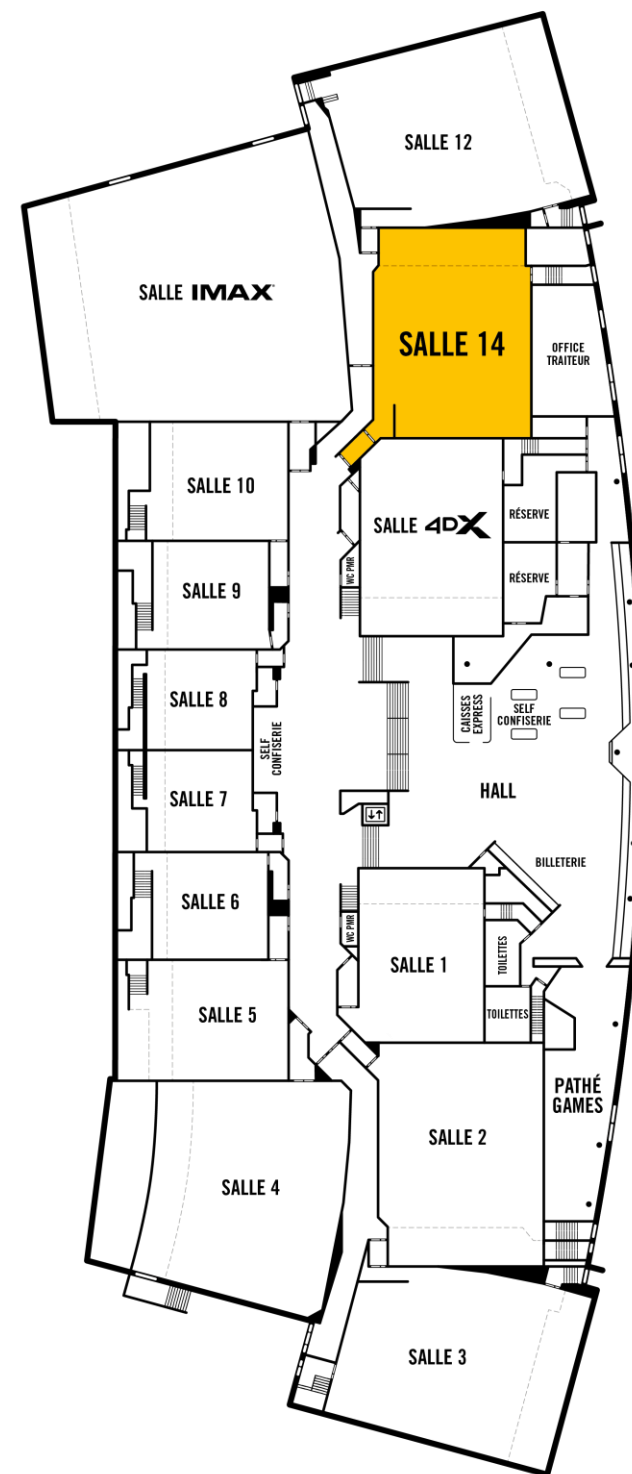 SALLE 12
SALLE IMAX
SALLE 14
OFFICE
TRAITEUR
SALLE 10
SALLE 4DX
RÉSERVE
WC PMR
RÉSERVE
SALLE 9
SALLE 8
SELF
CONFISERIE
CAISSES
EXPRESS
SELF
CONFISERIE
SALLE 7
HALL
BILLETERIE
SALLE 6
WC PMR
TOILETTES
SALLE 1
SALLE 5
TOILETTES
PATHÉ
GAMES
SALLE 2
SALLE 4
SALLE 3